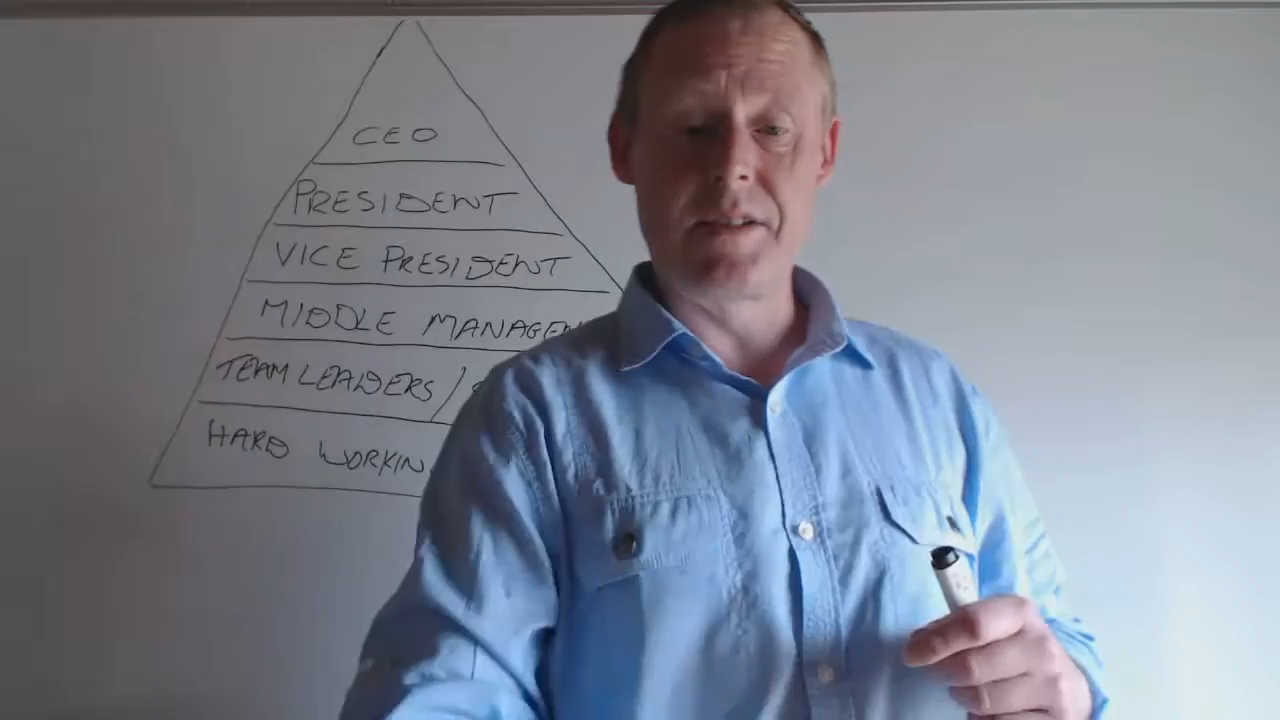 CEO
PRESIDENT
VICE PRESIDENT
MIDDLE
TEAM LEADERS /
HARD